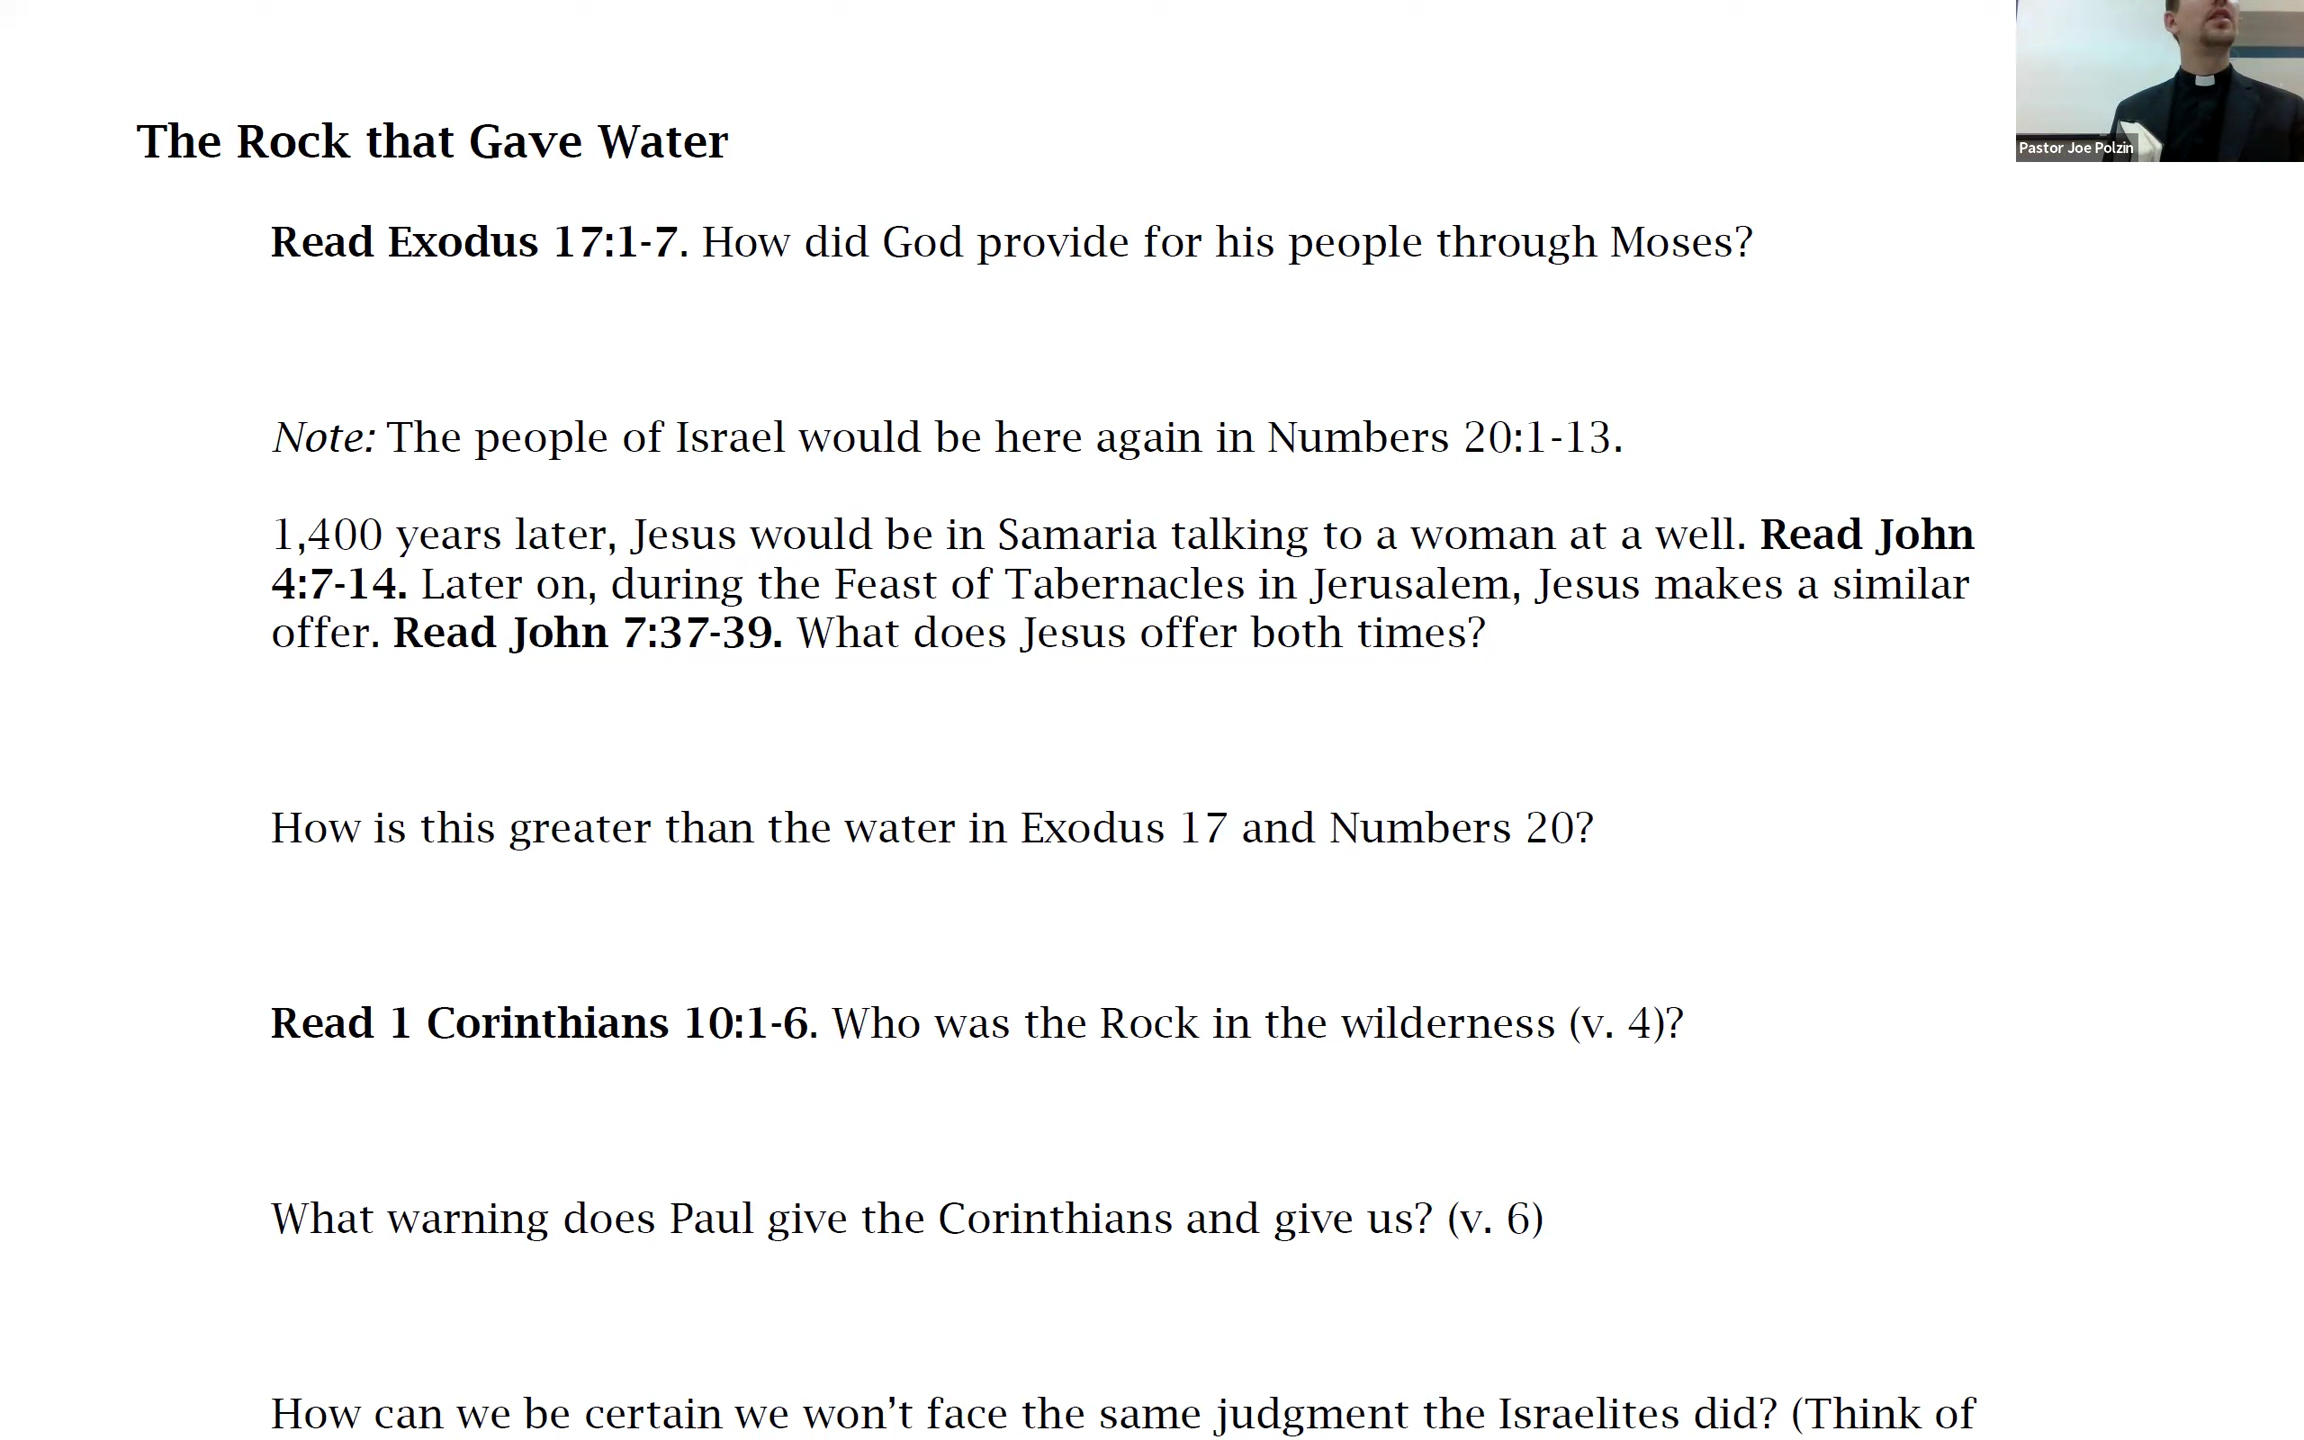 Pastor Joe Polzin
The Rock that Gave Water
Read Exodus 17:1-7. How did God provide for his people through Moses?
Note: The people of Israel would be here again in Numbers 20:1-13.
1,400 years later, Jesus would be in Samaria talking to a woman at a well. Read John
4:7-14. Later on, during the Feast of Tabernacles in Jerusalem, Jesus makes a similar
offer. Read John 7:37-39. What does Jesus offer both times?
How is this greater than the water in Exodus 17 and Numbers 20?
Read 1 Corinthians 10:1-6. Who was the Rock in the wilderness (v. 4)?
What warning does Paul give the Corinthians and give us? (v. 6)
How can we be certain we won’t face the same judgment the Israelites did? (Think of